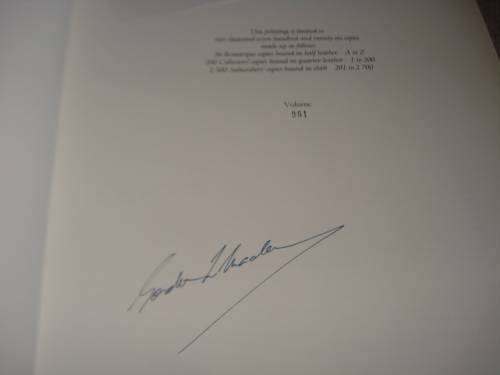 This printing is limited to
two thousand seven hundred and twenty-six copies
made up as follows:
26 Remarque copies bound in half leather A to Z
200 Collectors' copies bound in quarter leather 1 to 200
2,500 Subscribers' copies bound in cloth 201 to 2,700
Volume
961
Gordon